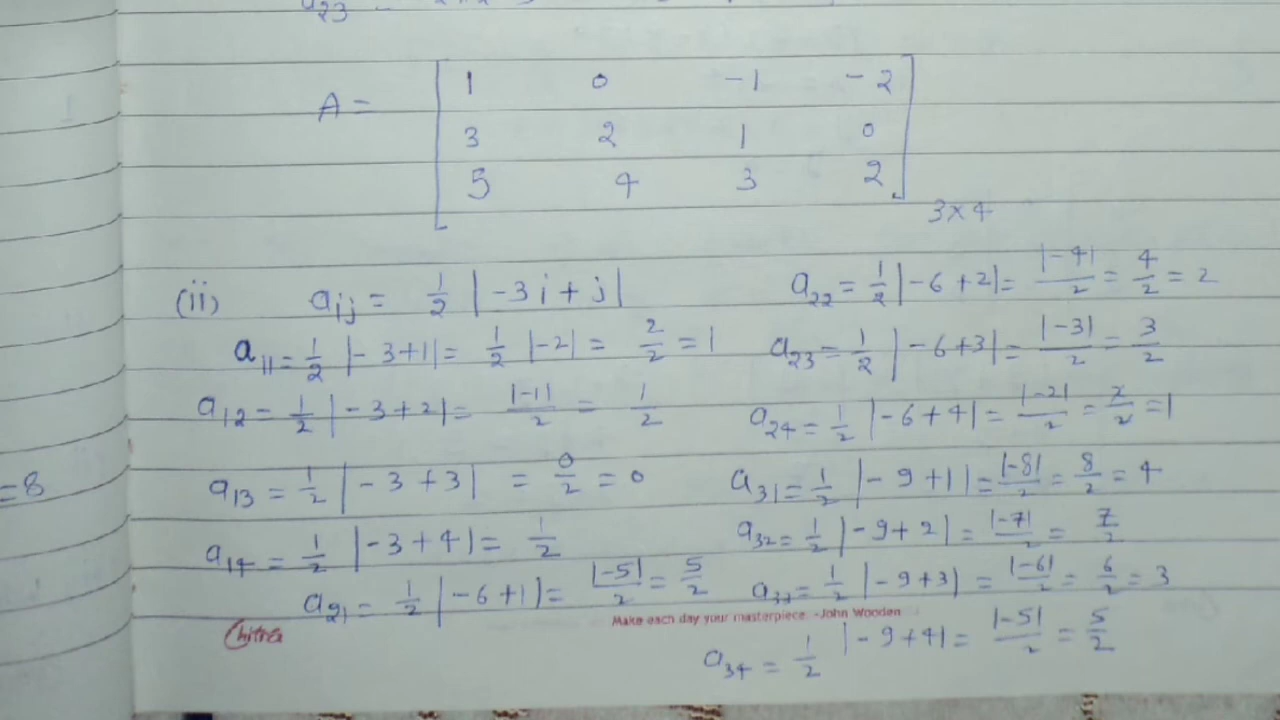 A = [ 1 0 -1 -2
3 2 1 0
5 4 3 2 ] 3×4
(ii) aij = 1/2 |-3i + j|
a11 = 1/2 |-3+1| = 1/2 |-2| = 2/2 = 1
a12 = 1/2 |-3+2| = |-1|/2 = 1/2
a13 = 1/2 |-3+3| = 0/2 = 0
=8
a14 = 1/2 |-3+4| = 1/2
a21 = 1/2 |-6+1| = |-5|/2 = 5/2
a22 = 1/2 |-6+2| = |-4|/2 = 4/2 = 2
a23 = 1/2 |-6+3| = |-3|/2 = 3/2
a24 = 1/2 |-6+4| = |-2|/2 = 2/2 = 1
a31 = 1/2 |-9+1| = |-8|/2 = 8/2 = 4
a32 = 1/2 |-9+2| = |-7|/2 = 7/2
a33 = 1/2 |-9+3| = |-6|/2 = 6/2 = 3
Make each day your masterpiece. -John Wooden
a34 = 1/2 |-9+4| = |-5|/2 = 5/2
Chitra